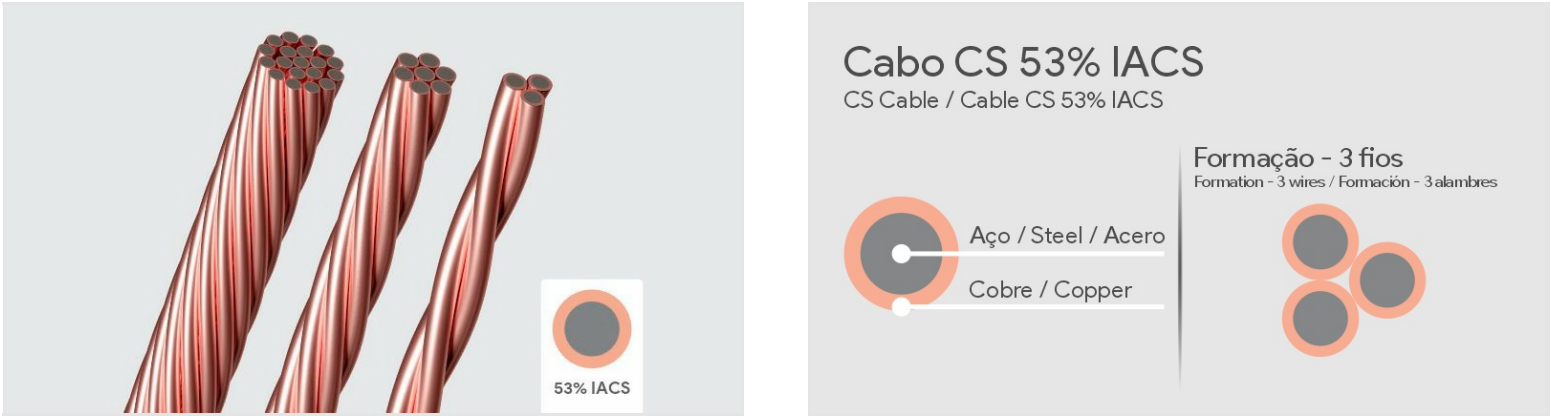 53% IACS
Cabo CS 53% IACS
CS Cable / Cable CS 53% IACS
Aço / Steel / Acero
Cobre / Copper
Formação - 3 fios
Formation - 3 wires / Formación - 3 alambres